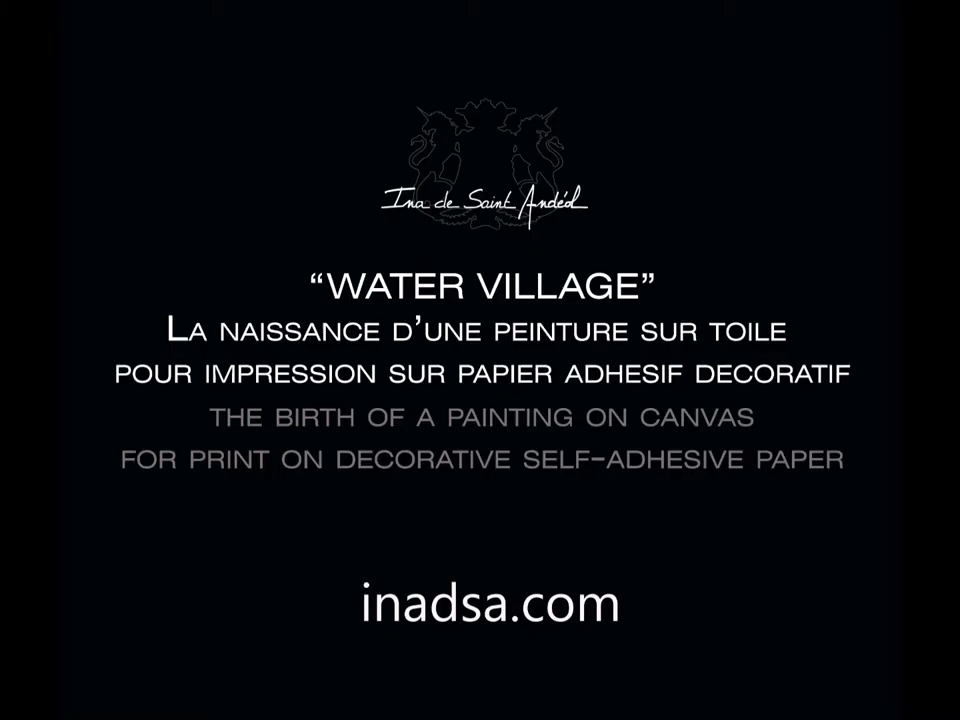 Ina de Saint Andéol
“WATER VILLAGE”
LA NAISSANCE D’UNE PEINTURE SUR TOILE
POUR IMPRESSION SUR PAPIER ADHESIF DECORATIF
THE BIRTH OF A PAINTING ON CANVAS
FOR PRINT ON DECORATIVE SELF-ADHESIVE PAPER
inadsa.com